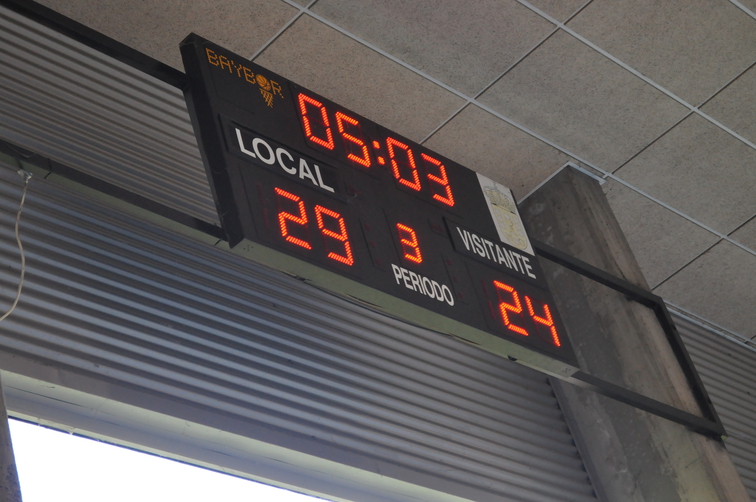 BAYBOR
05:03
LOCAL
VISITANTE
29
3
24
PERIODO